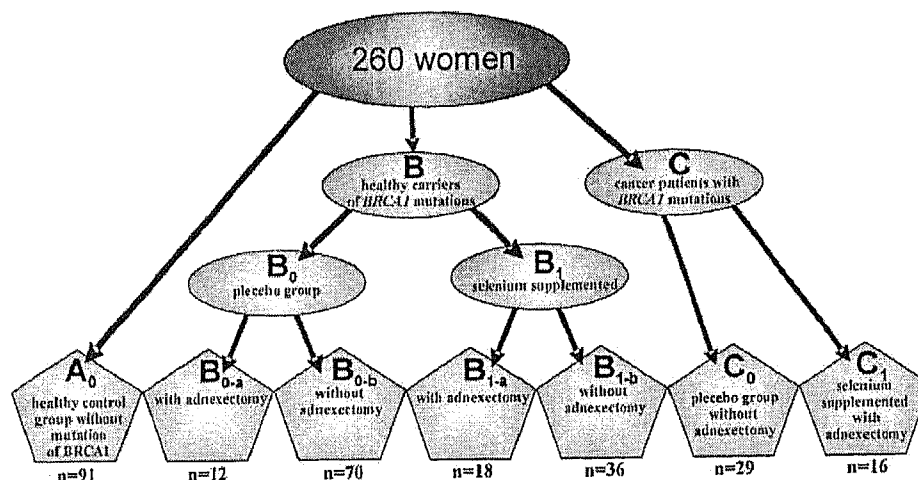 260 women
B
healthy carriers
of BRCA1 mutations
C
cancer patients with
BRCA1 mutations
B0
plecebo group
B1
selenium supplemented
A0
healthy control
group without
mutation
of BRCA1
n=91
B0-a
with adnexectomy
n=12
B0-b
without
adnexectomy
n=70
B1-a
with adnexectomy
n=18
B1-b
without
adnexectomy
n=36
C0
plecebo group
without
adnexectomy
n=29
C1
selenium
supplemented
with
adnexectomy
n=16